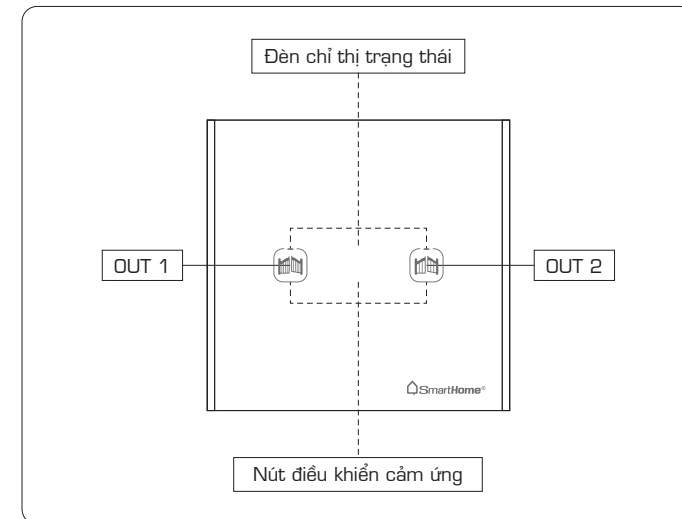 Đèn chỉ thị trạng thái
OUT 1
OUT 2
SmartHome®
Nút điều khiển cảm ứng